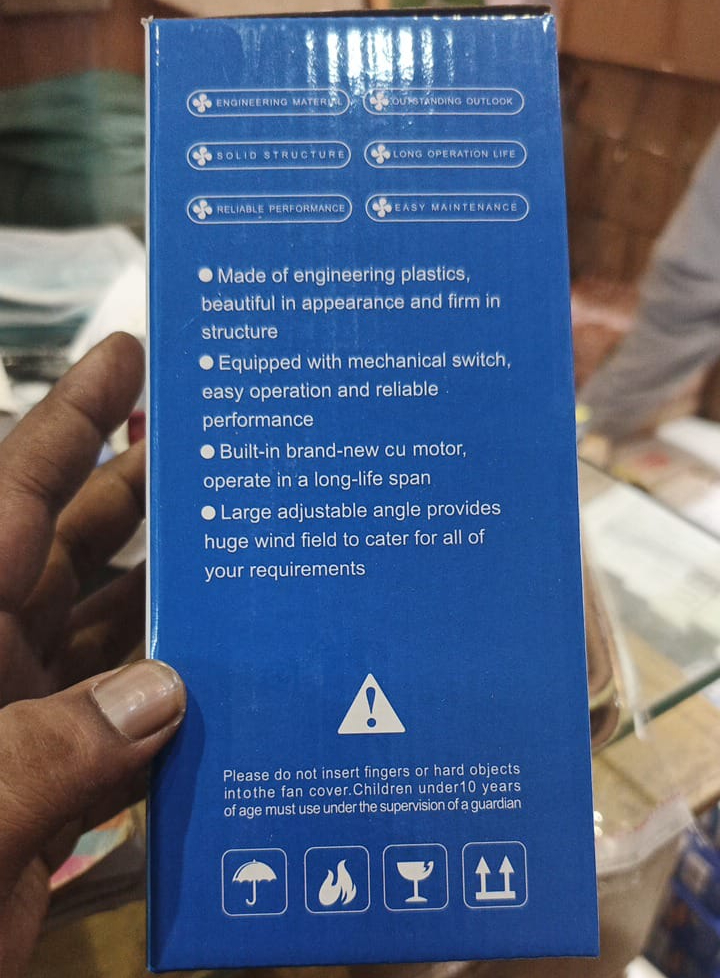 ENGINEERING MATERIAL
OUTSTANDING OUTLOOK
SOLID STRUCTURE
LONG OPERATION LIFE
RELIABLE PERFORMANCE
EASY MAINTENANCE
● Made of engineering plastics,
beautiful in appearance and firm in
structure
● Equipped with mechanical switch,
easy operation and reliable
performance
● Built-in brand-new cu motor,
operate in a long-life span
● Large adjustable angle provides
huge wind field to cater for all of
your requirements
Please do not insert fingers or hard objects
into the fan cover.Children under10 years
of age must use under the supervision of a guardian